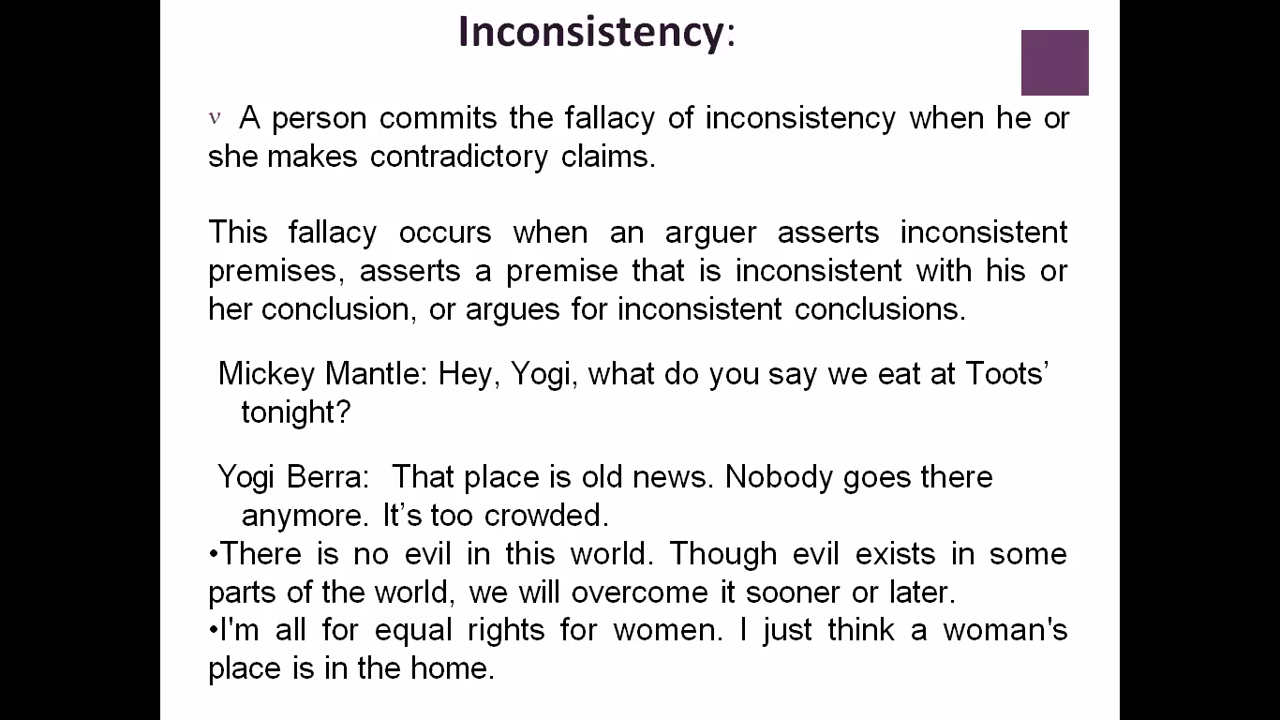 Inconsistency:
v A person commits the fallacy of inconsistency when he or
she makes contradictory claims.
This fallacy occurs when an arguer asserts inconsistent
premises, asserts a premise that is inconsistent with his or
her conclusion, or argues for inconsistent conclusions.
Mickey Mantle: Hey, Yogi, what do you say we eat at Toots’
tonight?
Yogi Berra: That place is old news. Nobody goes there
anymore. It’s too crowded.
•There is no evil in this world. Though evil exists in some
parts of the world, we will overcome it sooner or later.
•I'm all for equal rights for women. I just think a woman's
place is in the home.